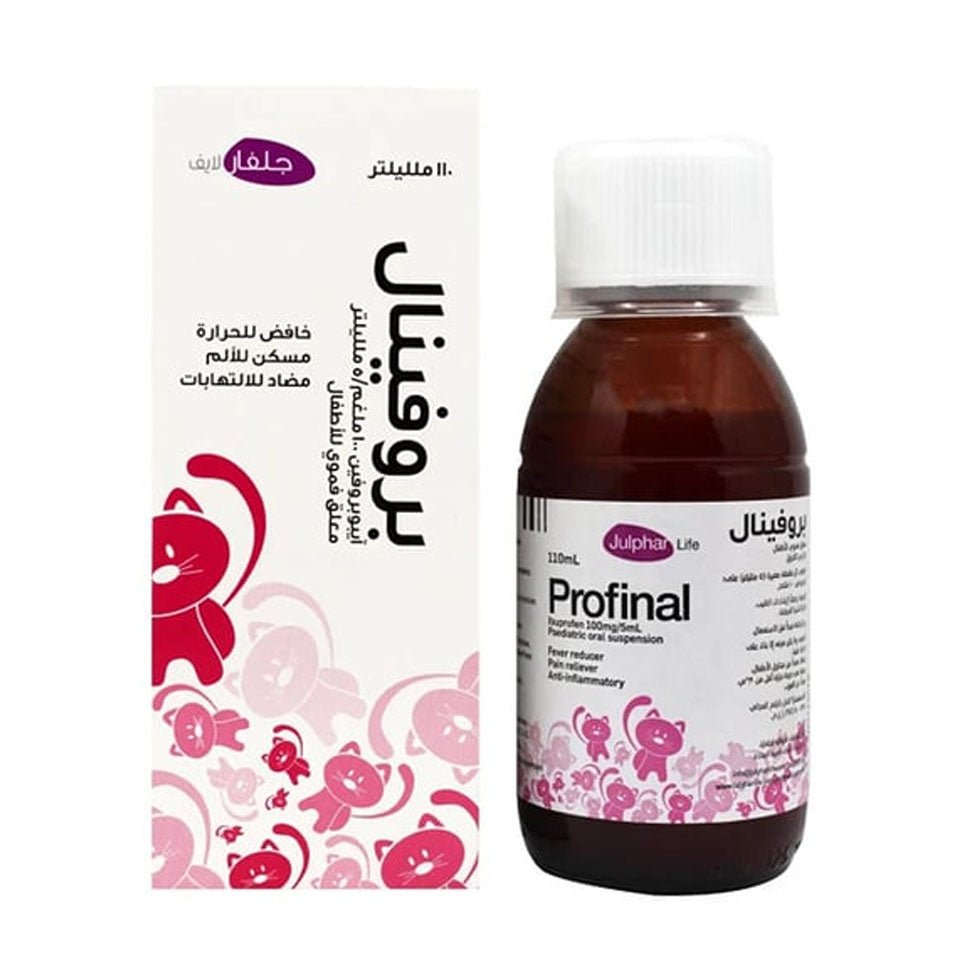 جلفار لايف
١١٠ ملليلتر
بروفينال
آيبوبروفين ١٠٠ ملغم/٥ ملليلتر
معلق فموي للأطفال
خافض للحرارة
مسكن للألم
مضاد للالتهابات
Julphar Life
110mL
Profinal
Ibuprofen 100mg/5mL
Paediatric oral suspension
Fever reducer
Pain reliever
Anti-inflammatory
بروفينال